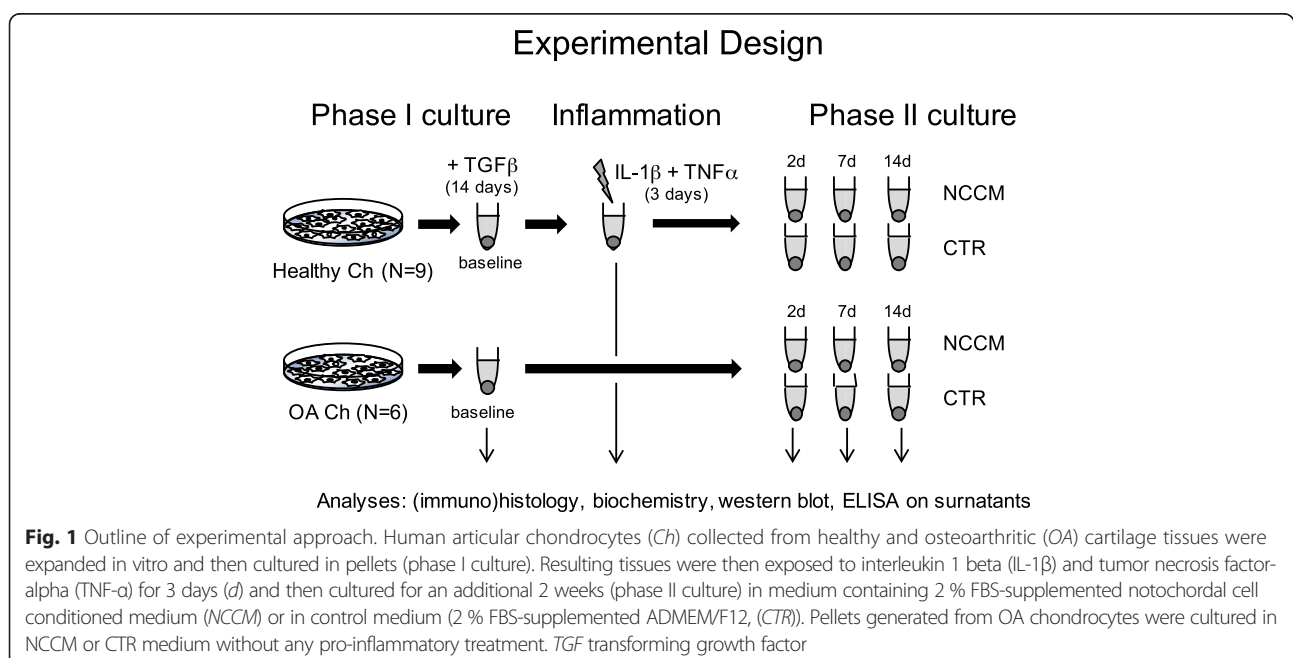 Experimental Design
Phase I culture
Inflammation
Phase II culture
+ TGFβ
(14 days)
IL-1β + TNFα
(3 days)
2d 7d 14d
NCCM
CTR
Healthy Ch (N=9)
baseline
2d 7d 14d
NCCM
CTR
OA Ch (N=6)
baseline
Analyses: (immuno)histology, biochemistry, western blot, ELISA on surnatants
Fig. 1 Outline of experimental approach. Human articular chondrocytes (Ch) collected from healthy and osteoarthritic (OA) cartilage tissues were
expanded in vitro and then cultured in pellets (phase I culture). Resulting tissues were then exposed to interleukin 1 beta (IL-1β) and tumor necrosis factor-
alpha (TNF-α) for 3 days (d) and then cultured for an additional 2 weeks (phase II culture) in medium containing 2 % FBS-supplemented notochordal cell
conditioned medium (NCCM) or in control medium (2 % FBS-supplemented ADMEM/F12, (CTR)). Pellets generated from OA chondrocytes were cultured in
NCCM or CTR medium without any pro-inflammatory treatment. TGF transforming growth factor